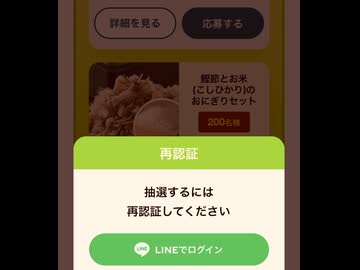 詳細を見る
応募する
鰹節とお米
(こしひかり)の
おにぎりセット
200名様
再認証
抽選するには
再認証してください
LINE
LINEでログイン